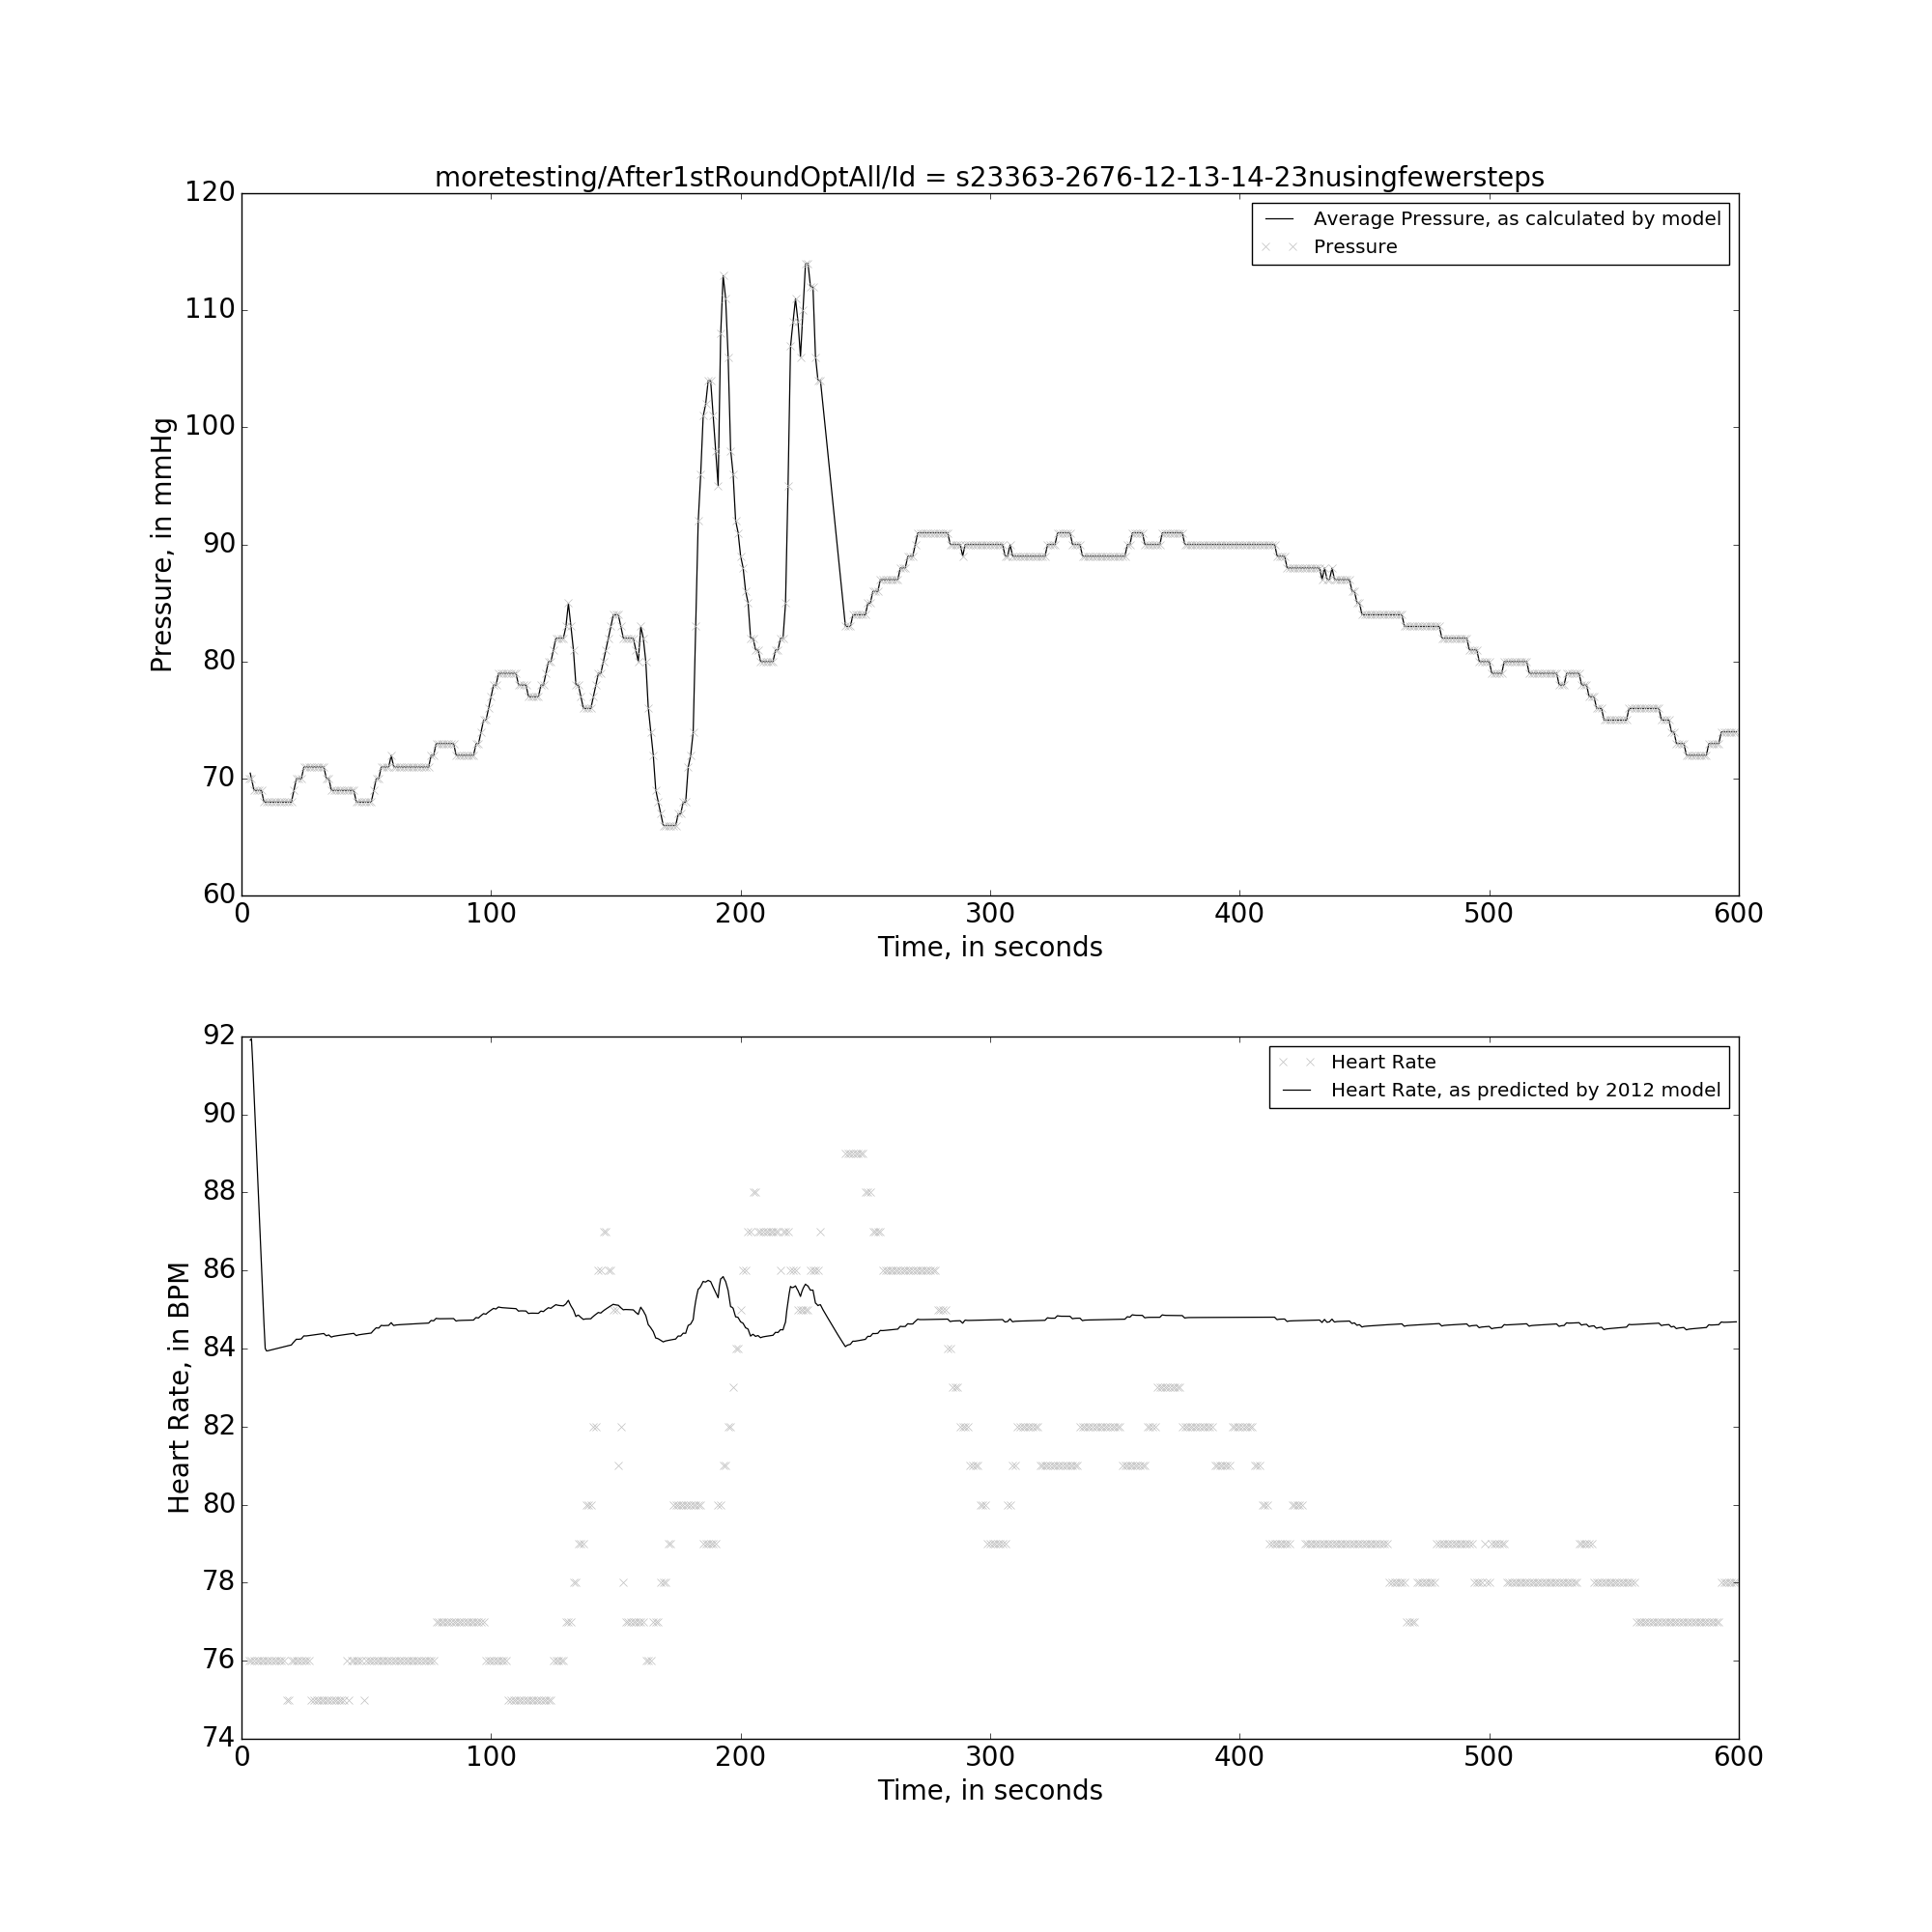 moretesting/After1stRoundOptAll/Id = s23363-2676-12-13-14-23nusingfewersteps
120
110
100
90
80
70
60
Pressure, in mmHg
Average Pressure, as calculated by model
Pressure
0 100 200 300 400 500 600
Time, in seconds
92
90
88
86
84
82
80
78
76
74
Heart Rate, in BPM
Heart Rate
Heart Rate, as predicted by 2012 model
0 100 200 300 400 500 600
Time, in seconds